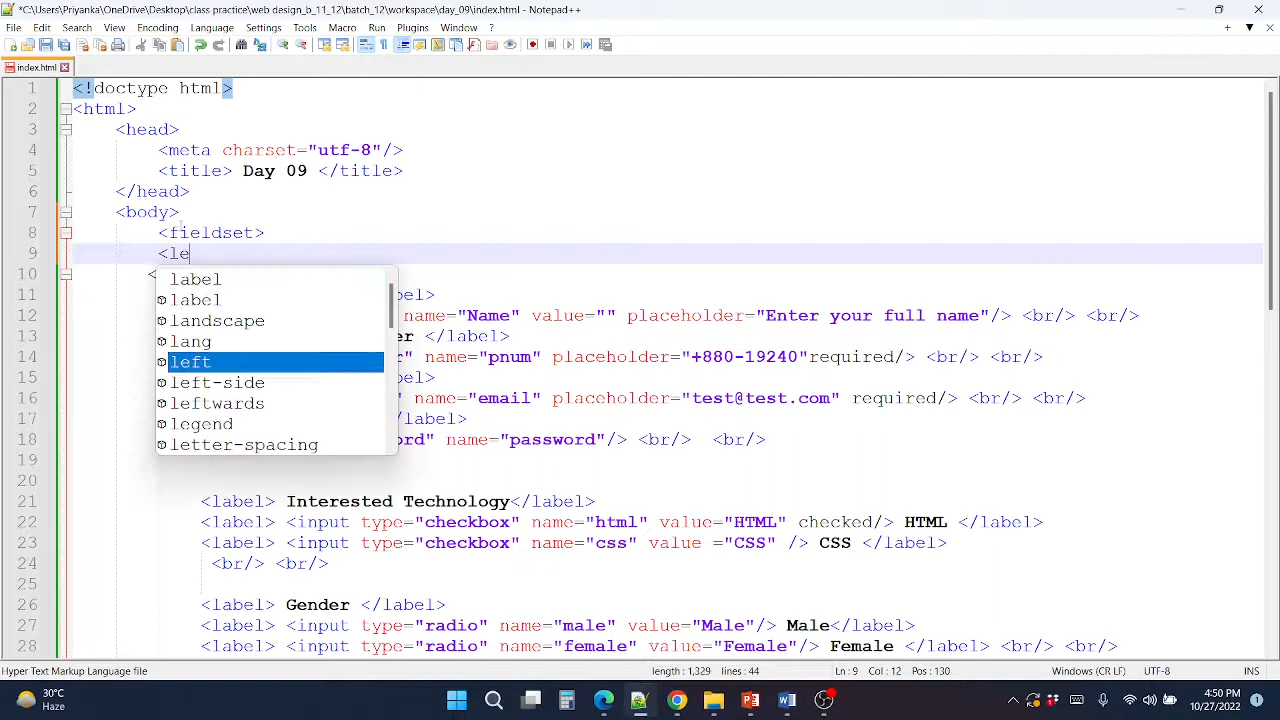 *C:\Users\Priyanka\OneDrive\Desktop\class practice\web design_b_11_12\batch_12\workspace\day_09\index.html - Notepad++
File Edit Search View Encoding Language Settings Tools Macro Run Plugins Window ?
index.html
1 <!doctype html>
2 <html>
3 <head>
4 <meta charset="utf-8"/>
5 <title> Day 09 </title>
6 </head>
7 <body>
8 <fieldset>
9 <le
10 <
label
label
landscape
lang
left
left-side
leftwards
legend
letter-spacing
11 bel>
12 name="Name" value="" placeholder="Enter your full name"/> <br/> <br/>
13 er </label>
14 r" name="pnum" placeholder="+880-19240"required/> <br/> <br/>
15 abel>
16 " name="email" placeholder="test@test.com" required/> <br/> <br/>
17 /label>
18 ord" name="password"/> <br/> <br/>
19
20
21 <label> Interested Technology</label>
22 <label> <input type="checkbox" name="html" value="HTML" checked/> HTML </label>
23 <label> <input type="checkbox" name="css" value ="CSS" /> CSS </label>
24 <br/> <br/>
25
26 <label> Gender </label>
27 <label> <input type="radio" name="male" value="Male"/> Male</label>
28 <label> <input type="radio" name="female" value="Female"/> Female </label> <br/> <br/>
Hyper Text Markup Language file length : 1,329 lines : 44 Ln : 9 Col : 12 Pos : 130 Windows (CR LF) UTF-8 INS
30°C
Haze
4:50 PM
10/27/2022